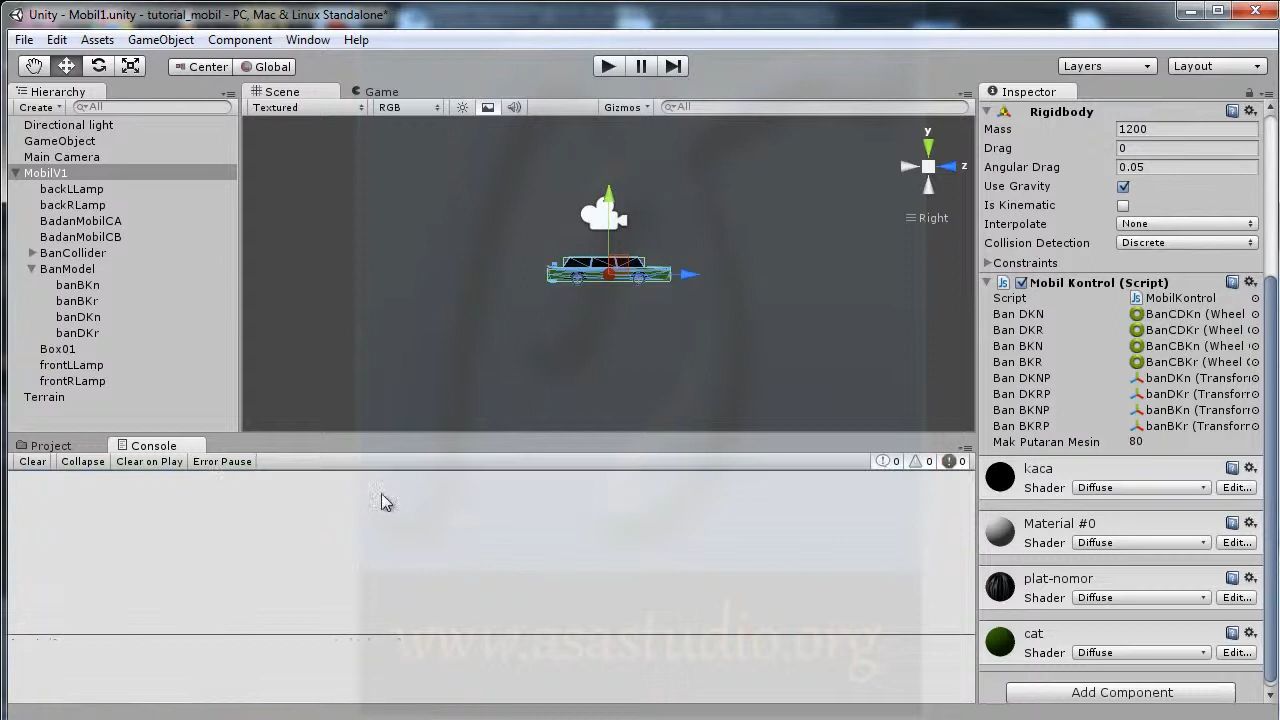 Unity - Mobil1.unity - tutorial_mobil - PC, Mac & Linux Standalone*
File Edit Assets GameObject Component Window Help
Center Global Layers Layout
Hierarchy
Create All
Directional light
GameObject
Main Camera
MobilV1
backLLamp
backRLamp
BadanMobilCA
BadanMobilCB
BanCollider
BanModel
banBKn
banBKr
banDKn
banDKr
Box01
frontLLamp
frontRLamp
Terrain
Scene Game
Textured RGB Gizmos All
y
z
Right
Project Console
Clear Collapse Clear on Play Error Pause 0 0 0
www.asastudio.org
Inspector
Rigidbody
Mass 1200
Drag 0
Angular Drag 0.05
Use Gravity
Is Kinematic
Interpolate None
Collision Detection Discrete
Constraints
Mobil Kontrol (Script)
Script MobilKontrol
Ban DKN BanCDKn (Wheel
Ban DKR BanCDKr (Wheel
Ban BKN BanCBKn (Wheel
Ban BKR BanCBKr (Wheel
Ban DKNP banDKn (Transforr
Ban DKRP banDKr (Transforr
Ban BKNP banBKn (Transforr
Ban BKRP banBKr (Transforr
Mak Putaran Mesin 80
kaca
Shader Diffuse Edit...
Material #0
Shader Diffuse Edit...
plat-nomor
Shader Diffuse Edit...
cat
Shader Diffuse Edit...
Add Component